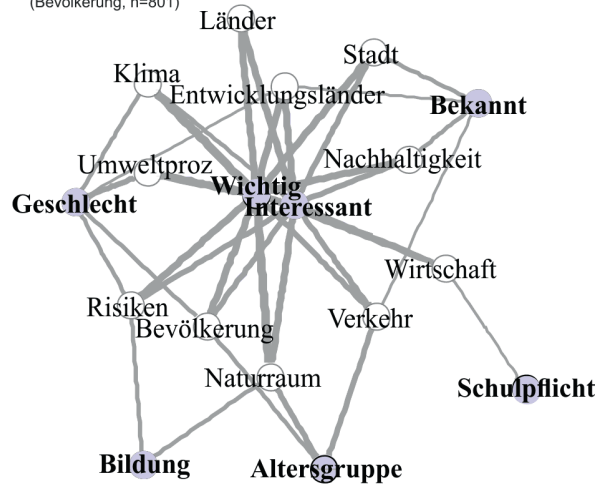 (Bevölkerung, n=801)
Länder
Stadt
Klima
Entwicklungsländer
Bekannt
Umweltproz
Nachhaltigkeit
Wichtig
Geschlecht
Interessant
Wirtschaft
Risiken
Bevölkerung
Verkehr
Naturraum
Schulpflicht
Bildung
Altersgruppe